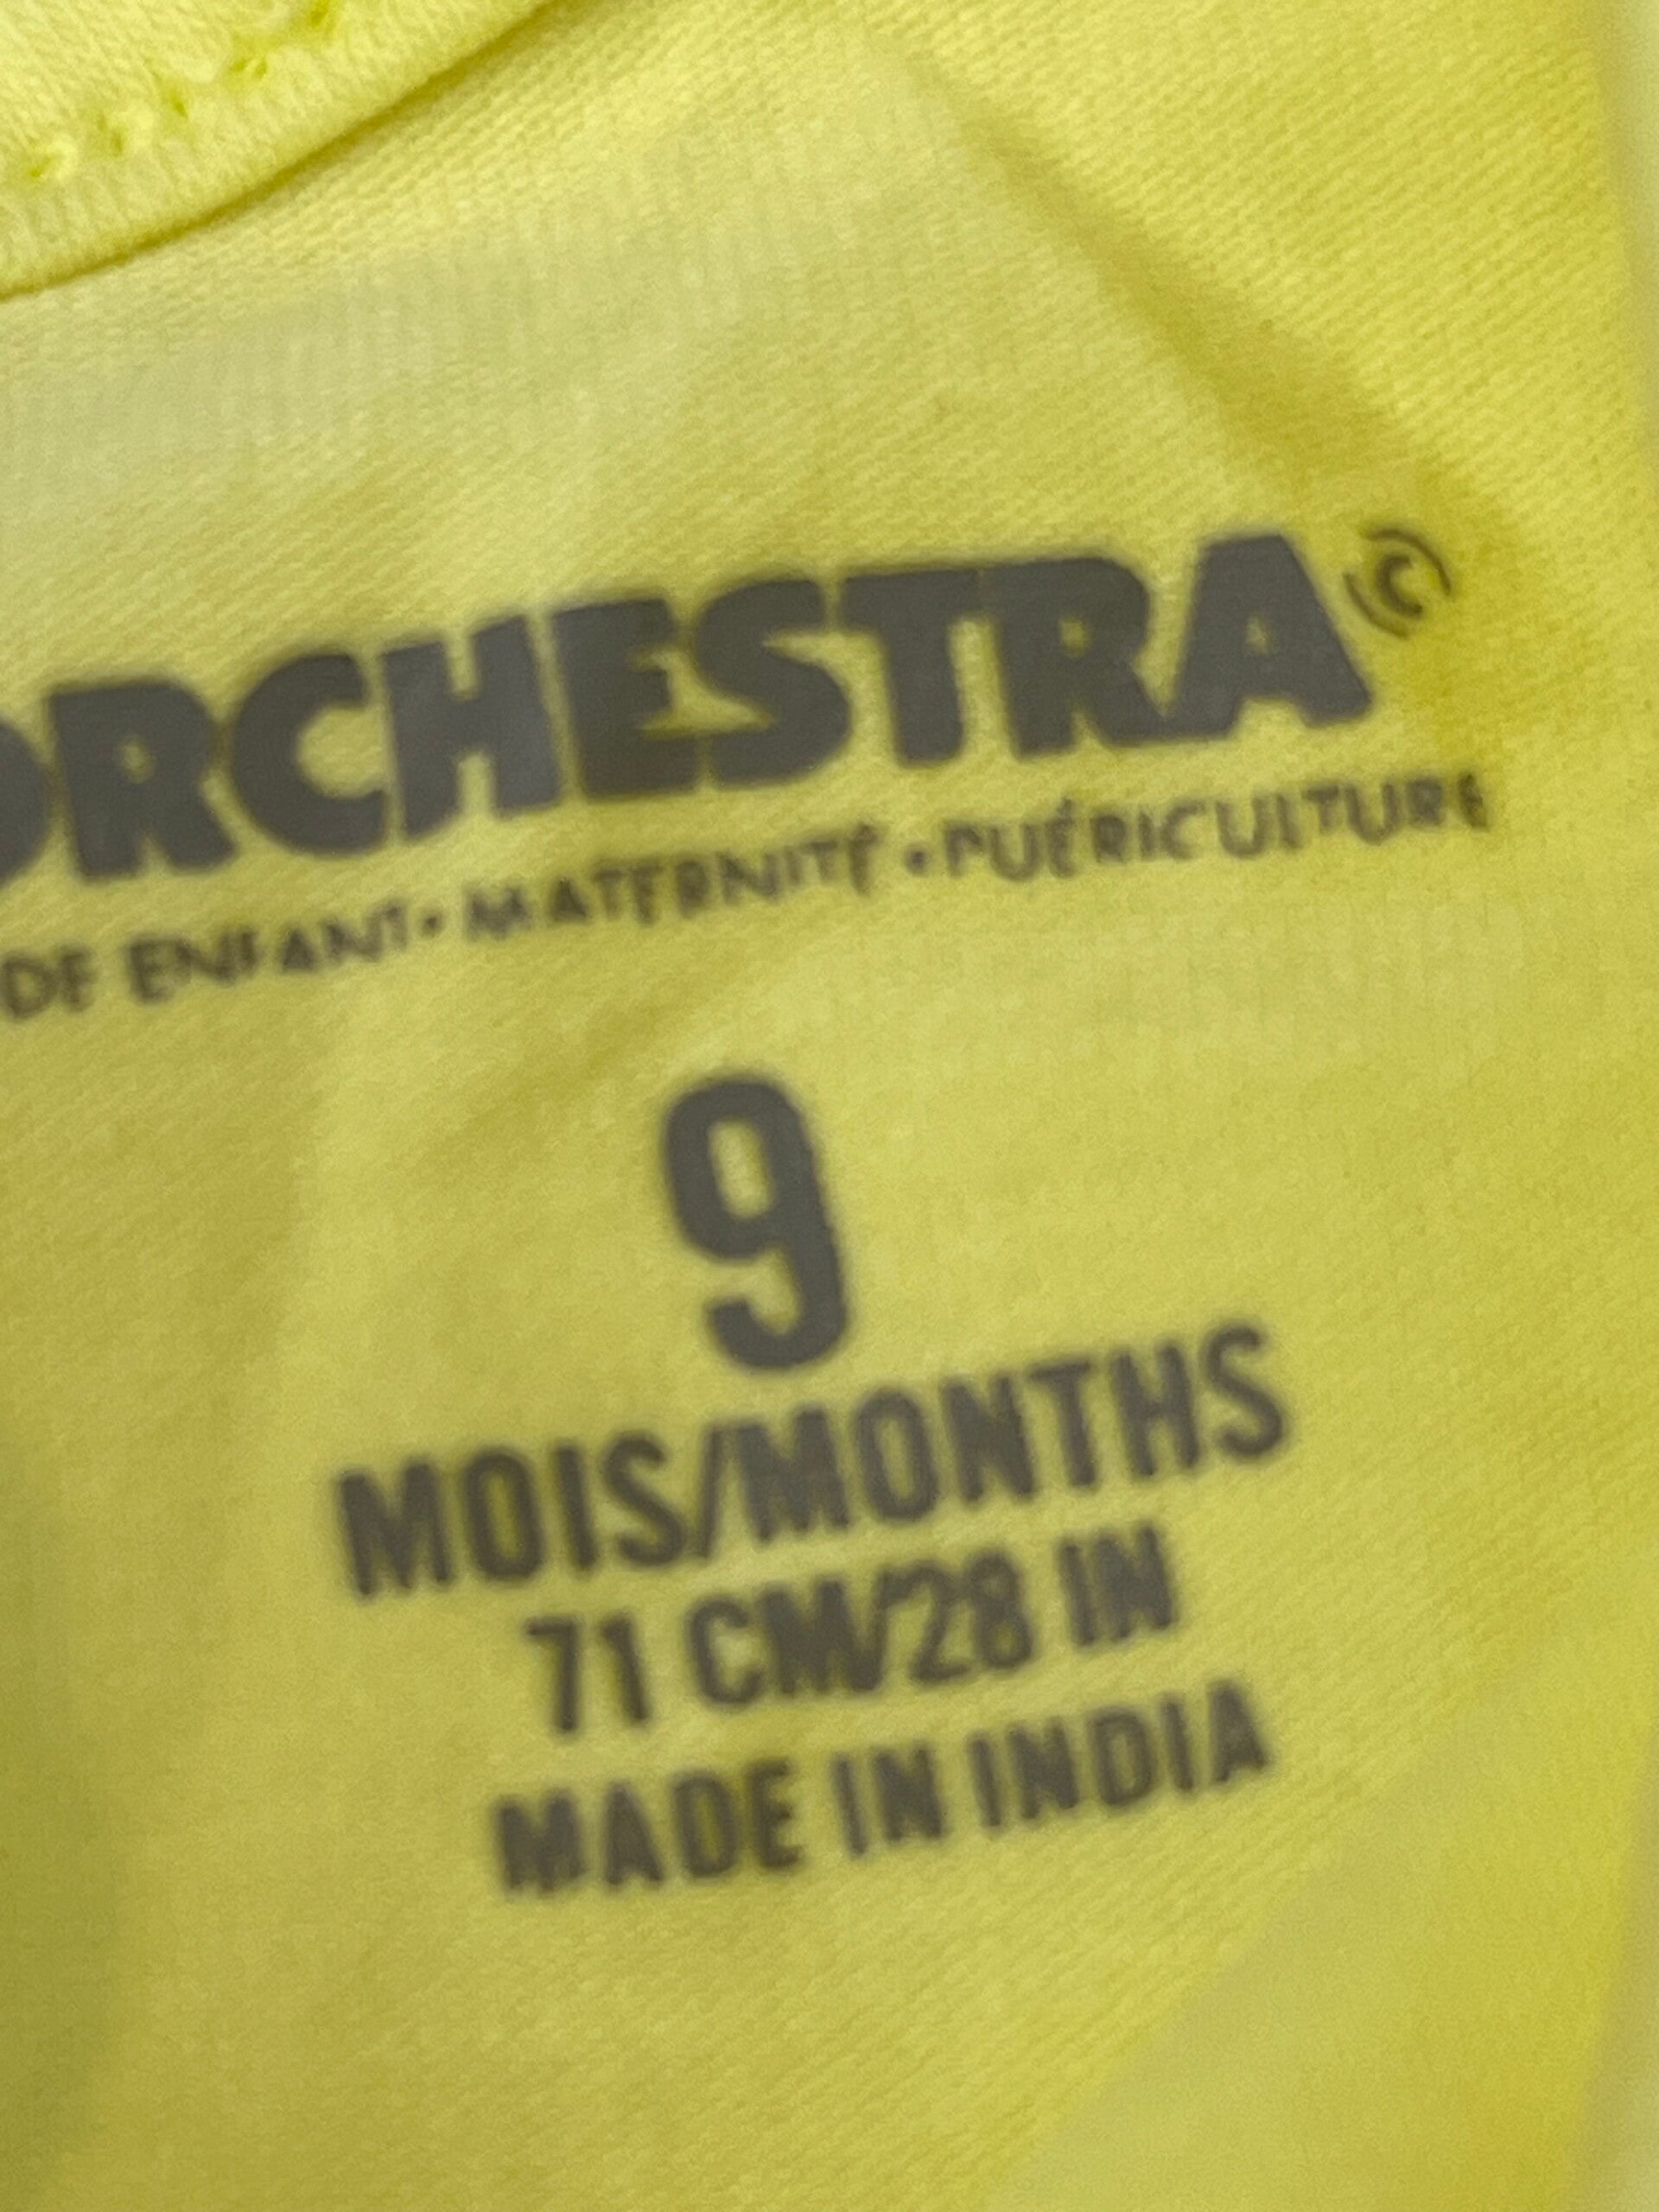 ORCHESTRA©
DE ENFANT • MATERNITÉ • PUÉRICULTURE
9
MOIS/MONTHS
71 CM/28 IN
MADE IN INDIA